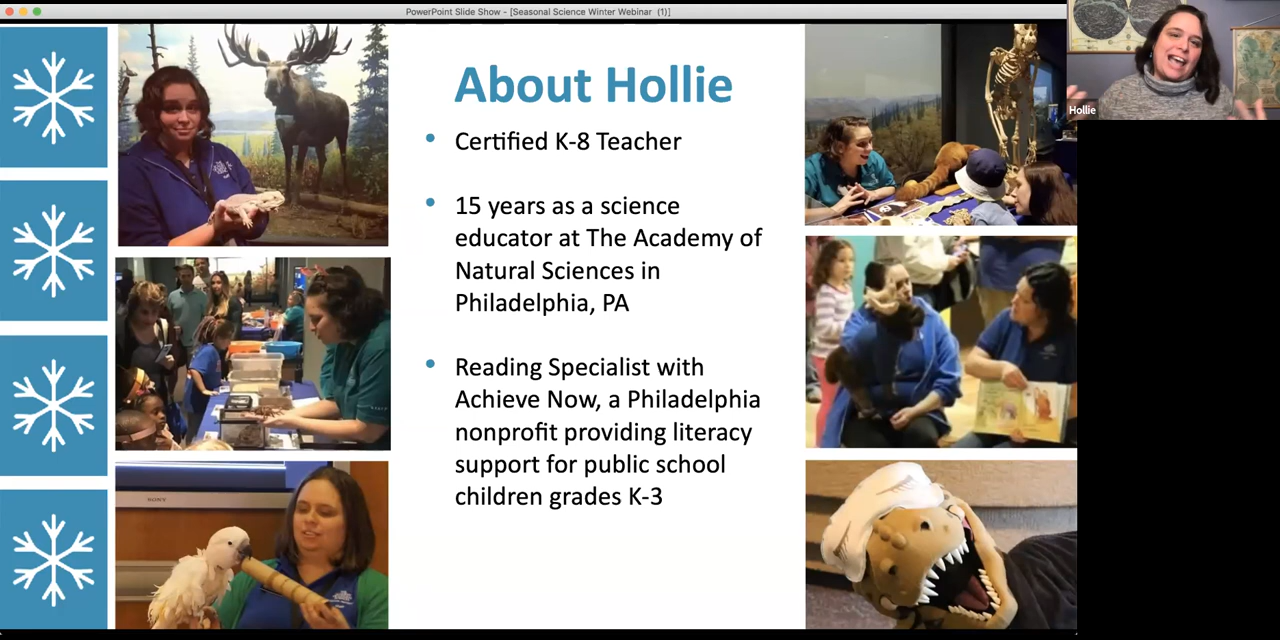 PowerPoint Slide Show - [Seasonal Science Winter Webinar (1)]
About Hollie
• Certified K-8 Teacher
• 15 years as a science
educator at The Academy of
Natural Sciences in
Philadelphia, PA
• Reading Specialist with
Achieve Now, a Philadelphia
nonprofit providing literacy
support for public school
children grades K-3
Hollie
SONY